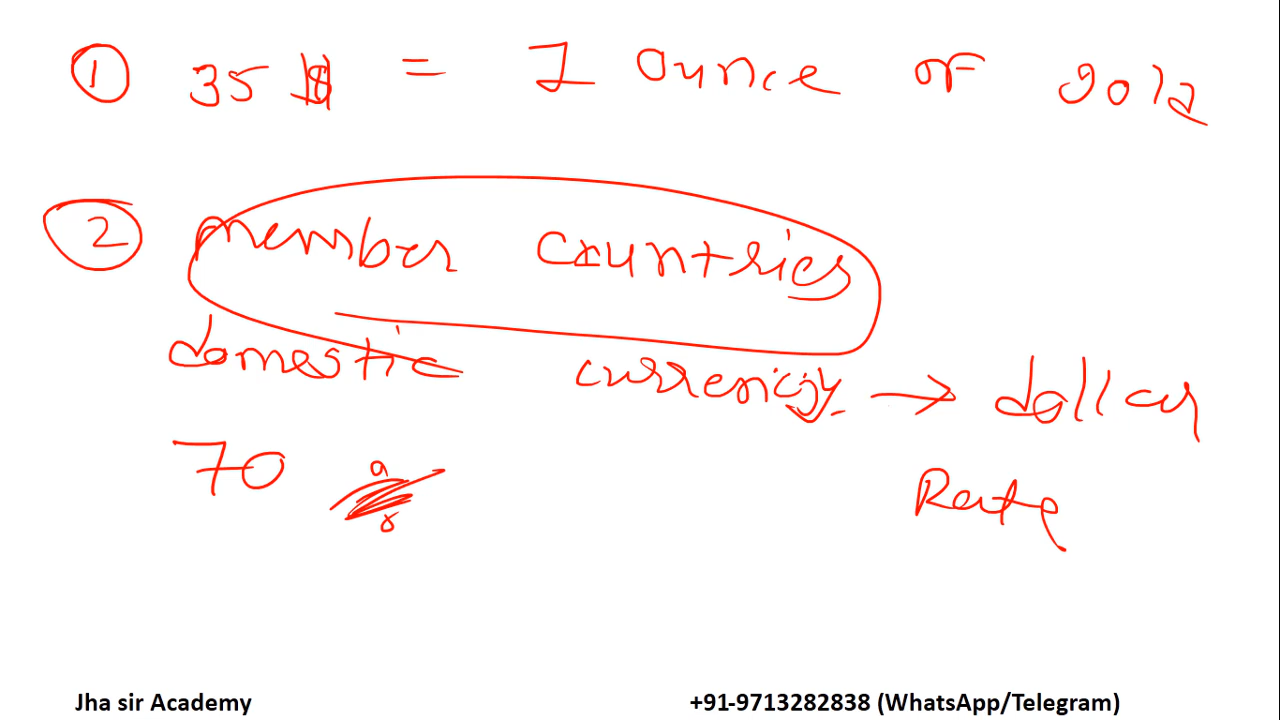 ① 35 $ = 1 ounce of gold
② member countries
domestic currency → dollar
70 Rate
Jha sir Academy +91-9713282838 (WhatsApp/Telegram)